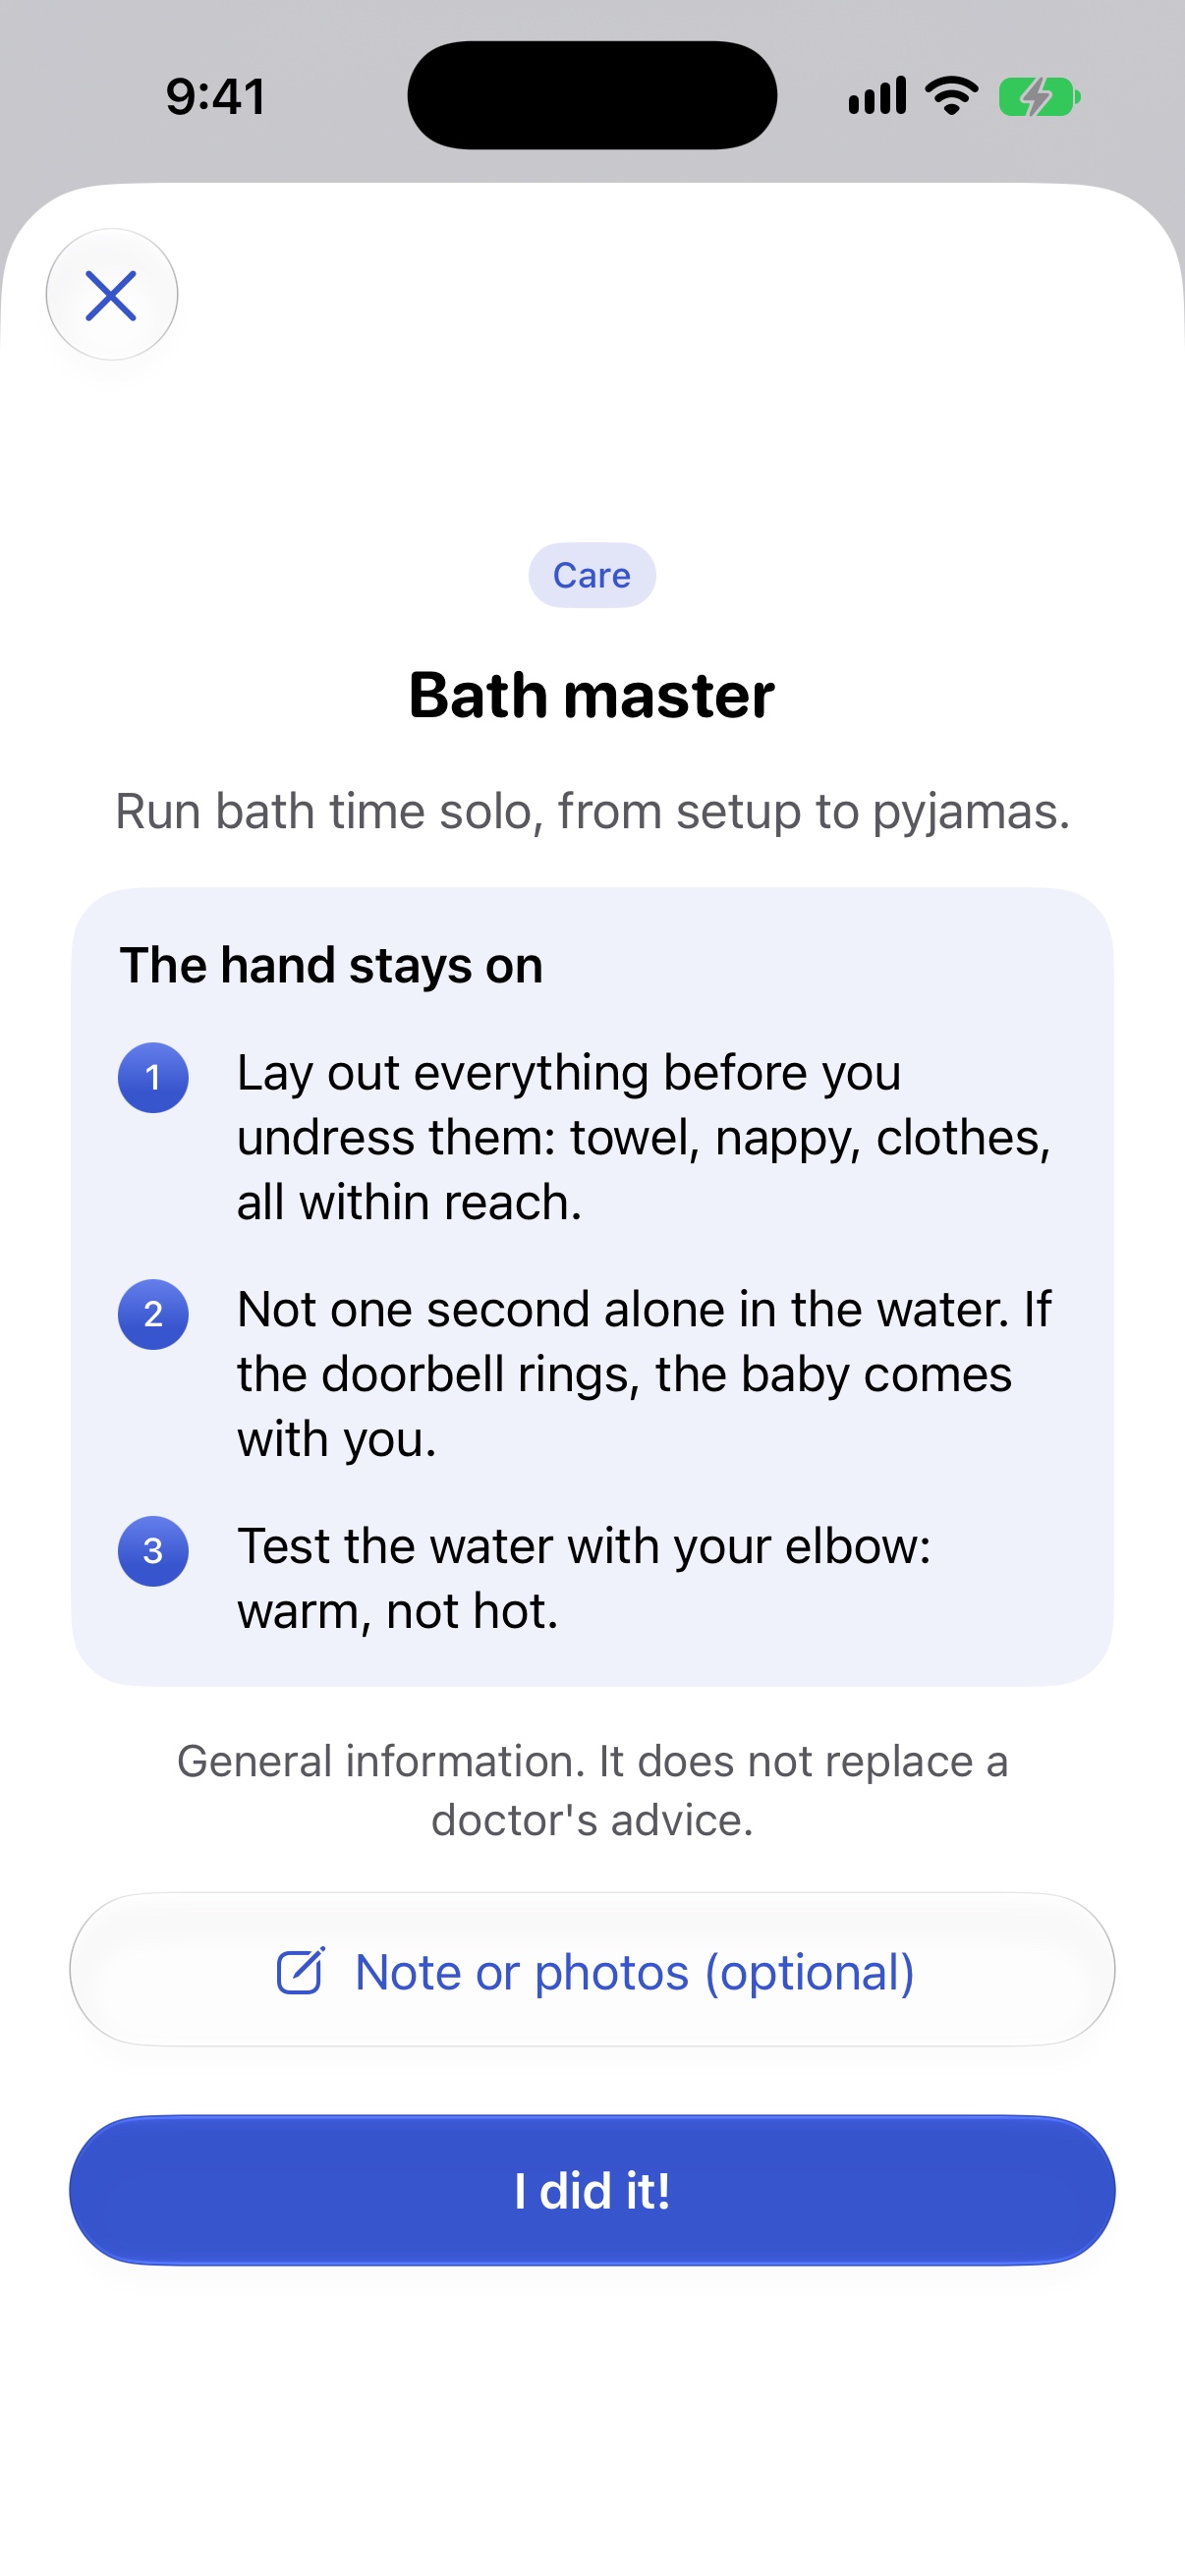 9:41
Care
Bath master
Run bath time solo, from setup to pyjamas.
The hand stays on
1
Lay out everything before you
undress them: towel, nappy, clothes,
all within reach.
2
Not one second alone in the water. If
the doorbell rings, the baby comes
with you.
3
Test the water with your elbow:
warm, not hot.
General information. It does not replace a
doctor's advice.
Note or photos (optional)
I did it!